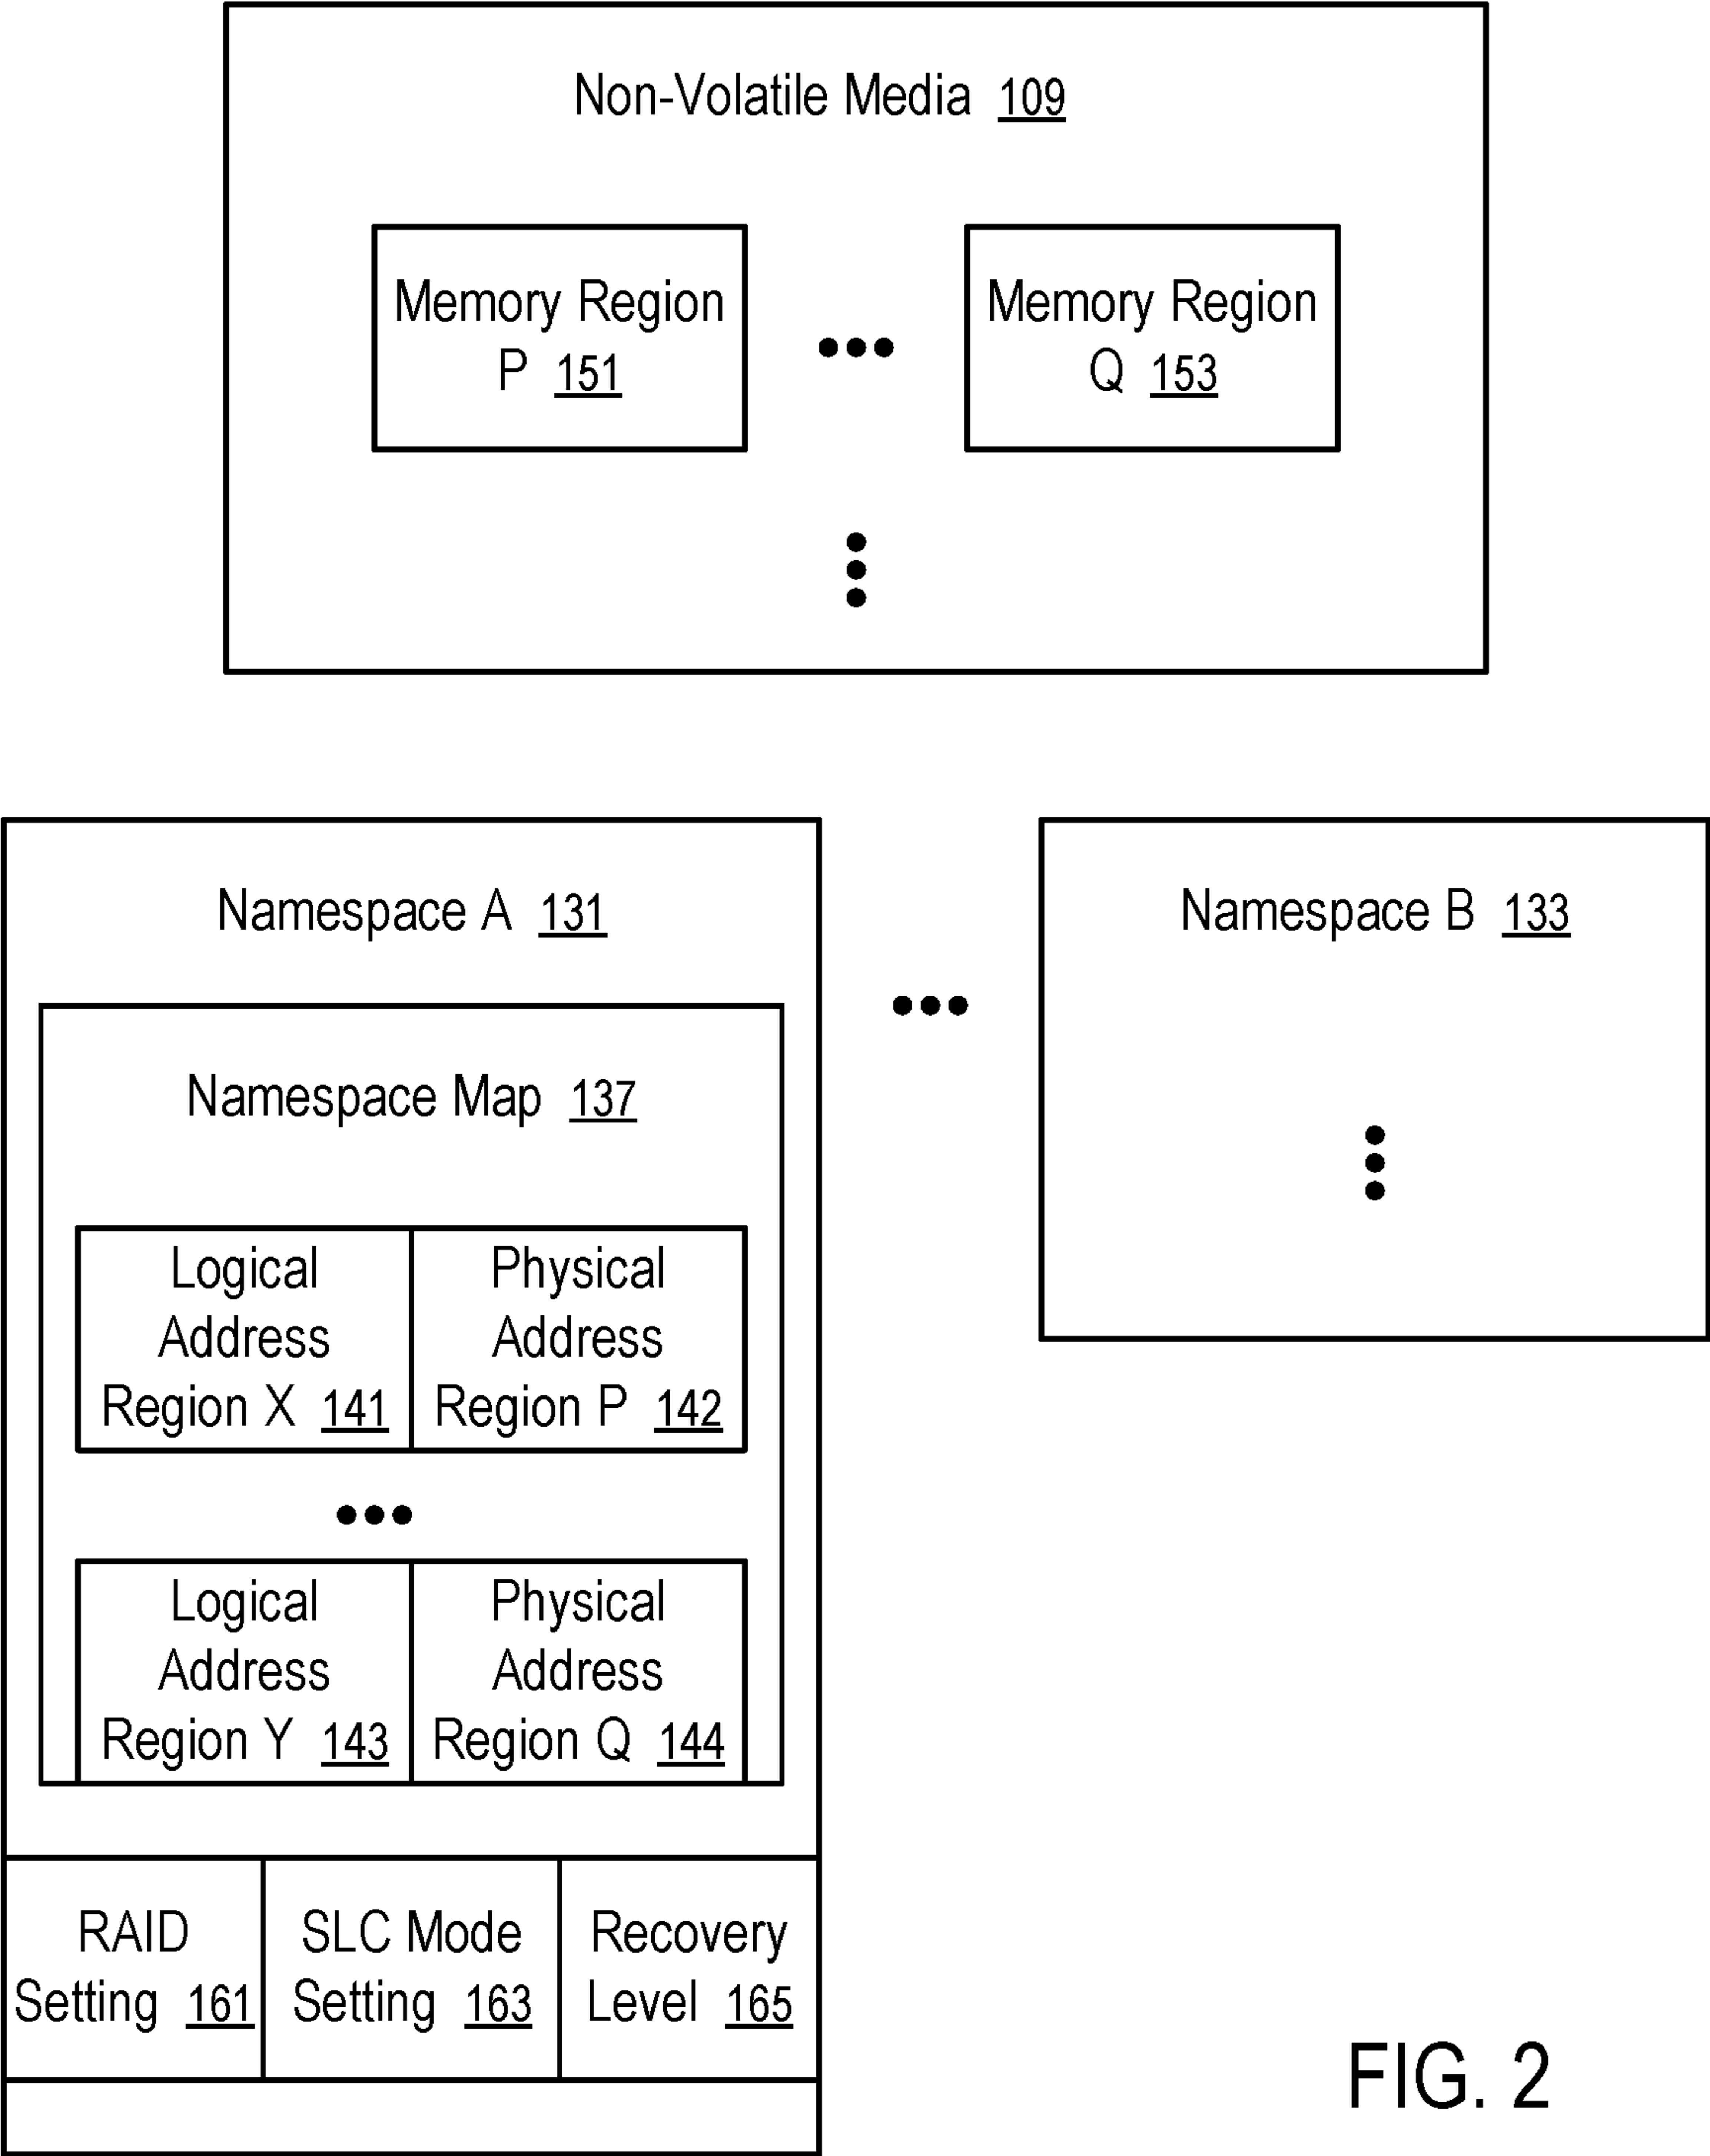 Non-Volatile Media 109
Memory Region
P 151
Memory Region
Q 153
Namespace A 131
Namespace B 133
Namespace Map 137
Logical
Address
Region X 141
Physical
Address
Region P 142
Logical
Address
Region Y 143
Physical
Address
Region Q 144
RAID
Setting 161
SLC Mode
Setting 163
Recovery
Level 165
FIG. 2